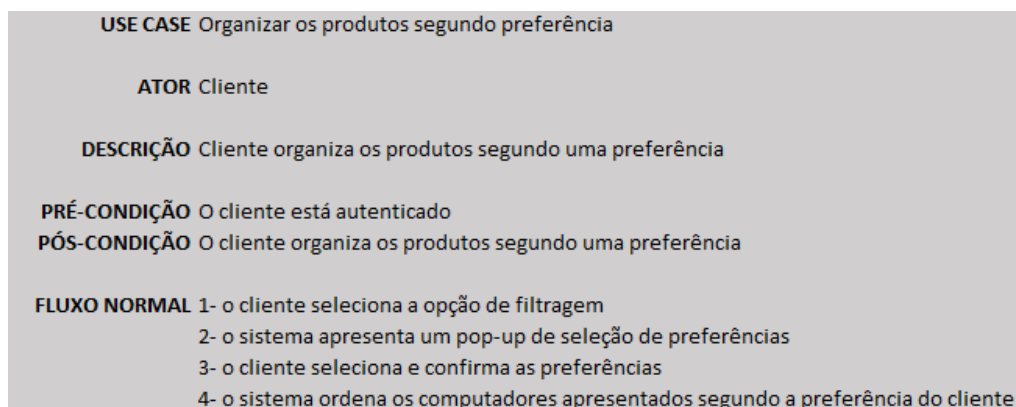 USE CASE Organizar os produtos segundo preferência
ATOR Cliente
DESCRIÇÃO Cliente organiza os produtos segundo uma preferência
PRÉ-CONDIÇÃO O cliente está autenticado
PÓS-CONDIÇÃO O cliente organiza os produtos segundo uma preferência
FLUXO NORMAL 1- o cliente seleciona a opção de filtragem
2- o sistema apresenta um pop-up de seleção de preferências
3- o cliente seleciona e confirma as preferências
4- o sistema ordena os computadores apresentados segundo a preferência do cliente